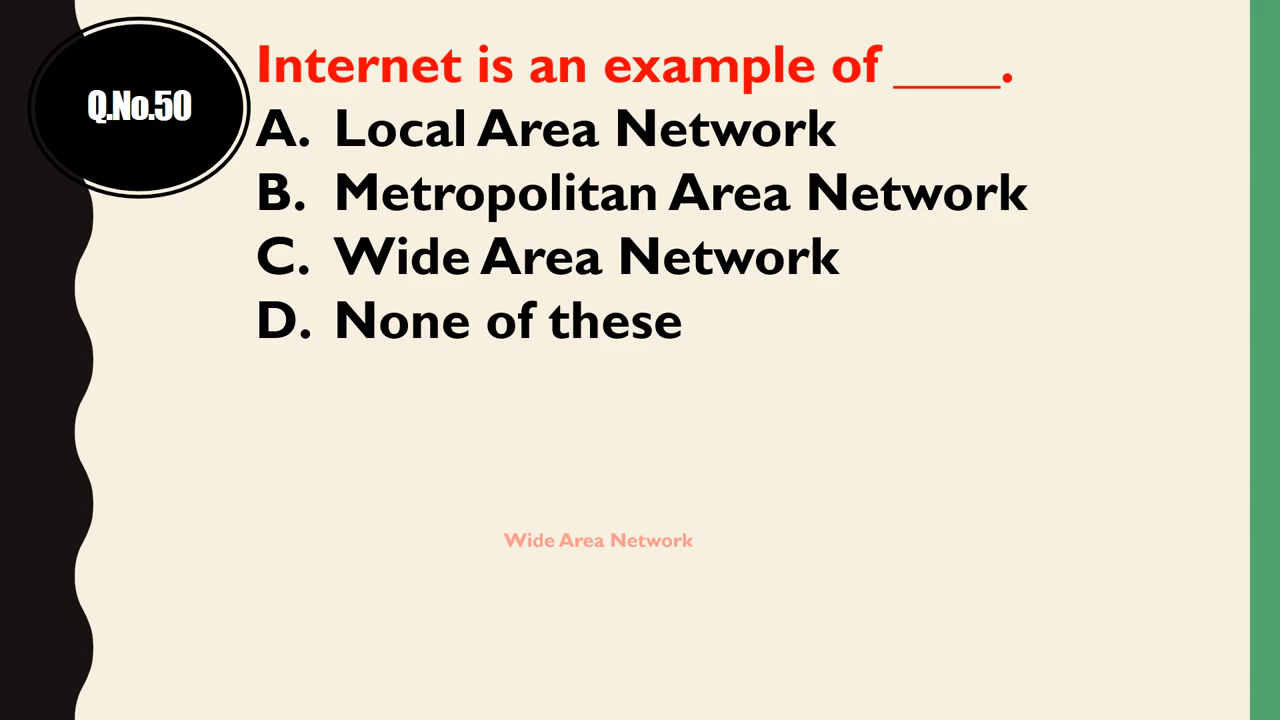 Q.No.50
Internet is an example of ____.
A. Local Area Network
B. Metropolitan Area Network
C. Wide Area Network
D. None of these
Wide Area Network